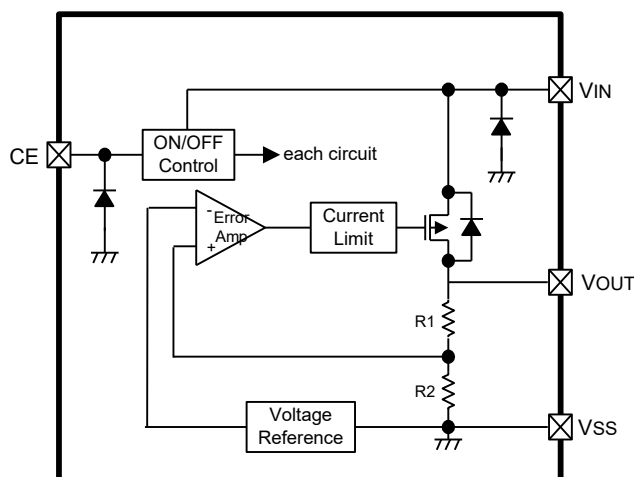 VIN
ON/OFF
Control
CE
each circuit
-
Error
Amp
+
Current
Limit
VOUT
R1
R2
Voltage
Reference
VSS